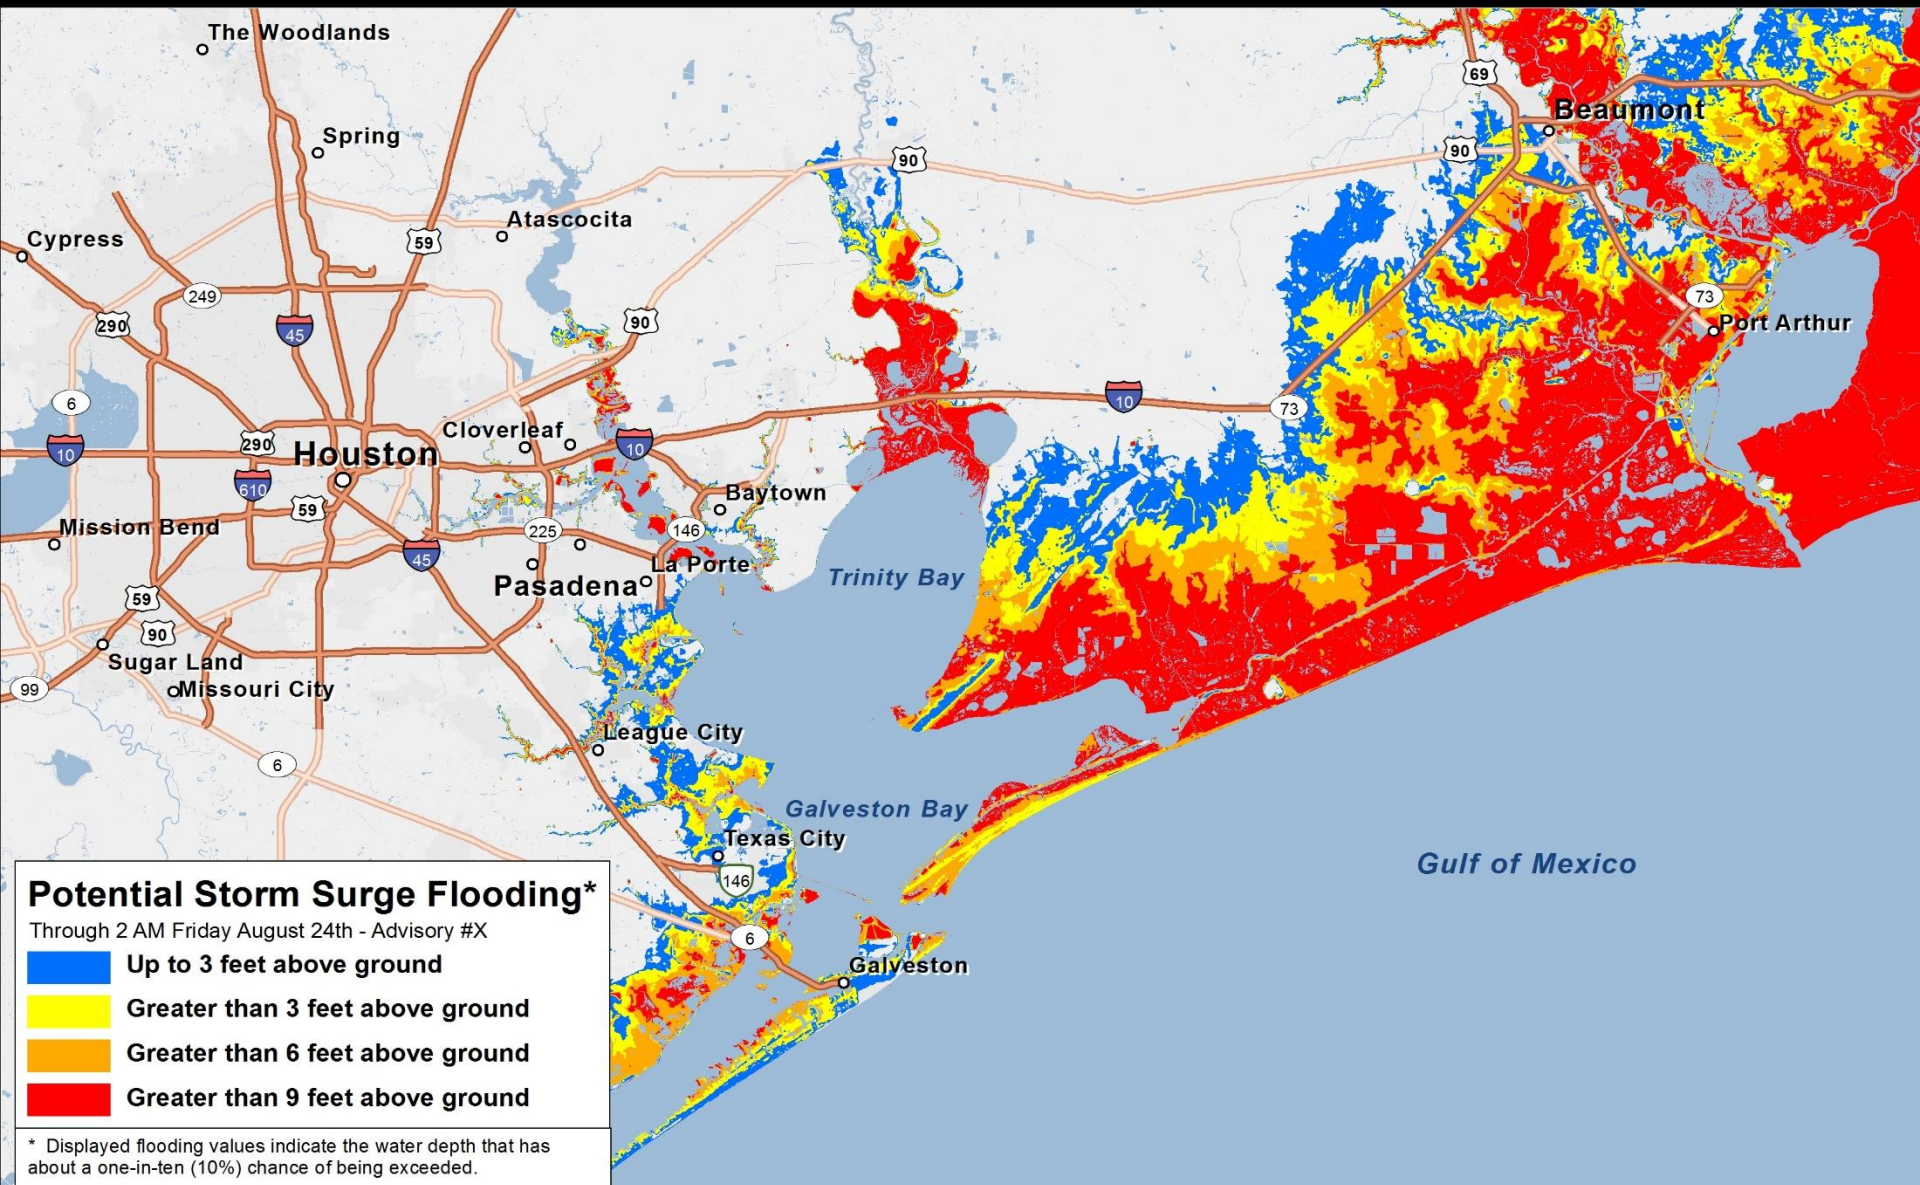 The Woodlands
69
Beaumont
Spring
90
90
Atascocita
Cypress
59
249
73
290
45
90
Port Arthur
6
10
73
Cloverleaf
290
10
10
Houston
610
Baytown
59
Mission Bend
225
146
45
La Porte
Trinity Bay
Pasadena
59
90
Sugar Land
99
Missouri City
League City
6
Galveston Bay
Texas City
Gulf of Mexico
146
6
Galveston
Potential Storm Surge Flooding*
Through 2 AM Friday August 24th - Advisory #X
Up to 3 feet above ground
Greater than 3 feet above ground
Greater than 6 feet above ground
Greater than 9 feet above ground
* Displayed flooding values indicate the water depth that has
about a one-in-ten (10%) chance of being exceeded.